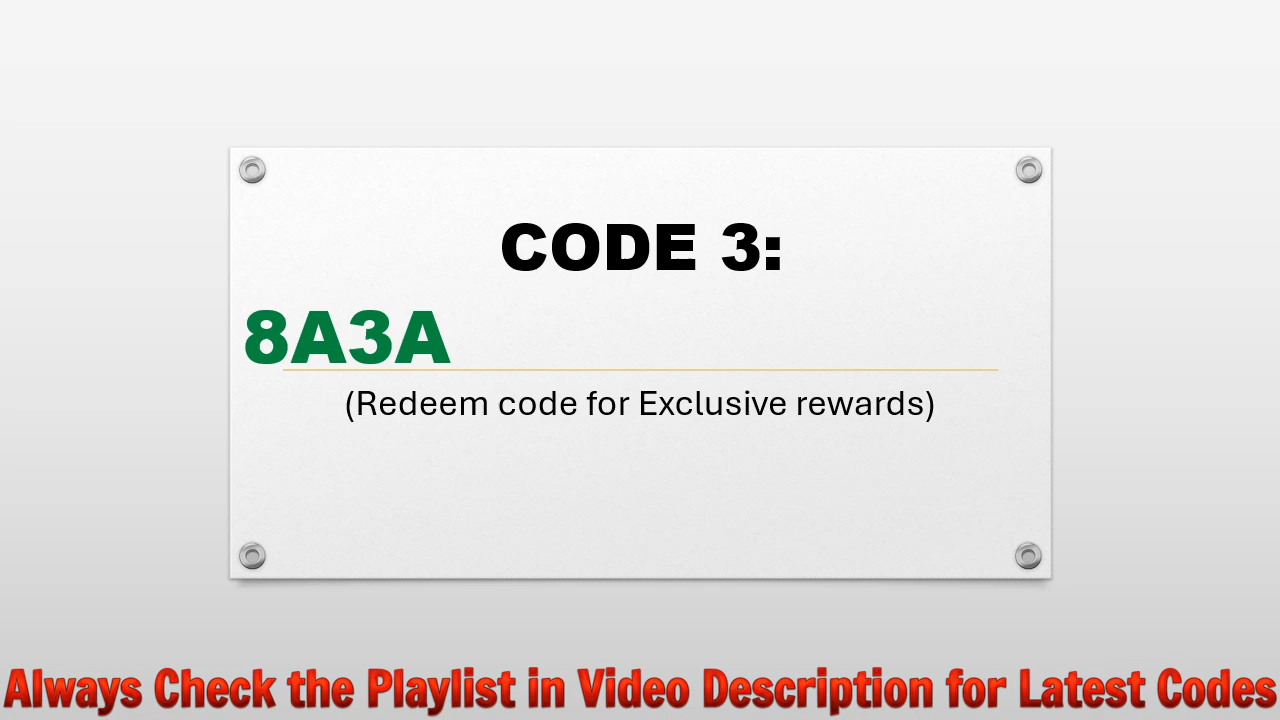 CODE 3:
8A3A
(Redeem code for Exclusive rewards)
Always Check the Playlist in Video Description for Latest Codes